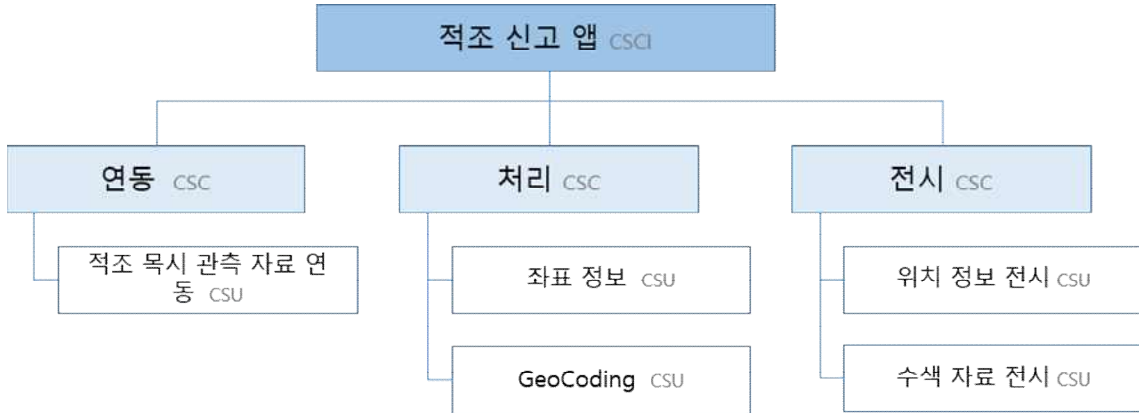 적조 신고 앱 CSCI
연동 CSC
처리 CSC
전시 CSC
적조 목시 관측 자료 연
동 CSU
좌표 정보 CSU
위치 정보 전시 CSU
GeoCoding CSU
수색 자료 전시 CSU